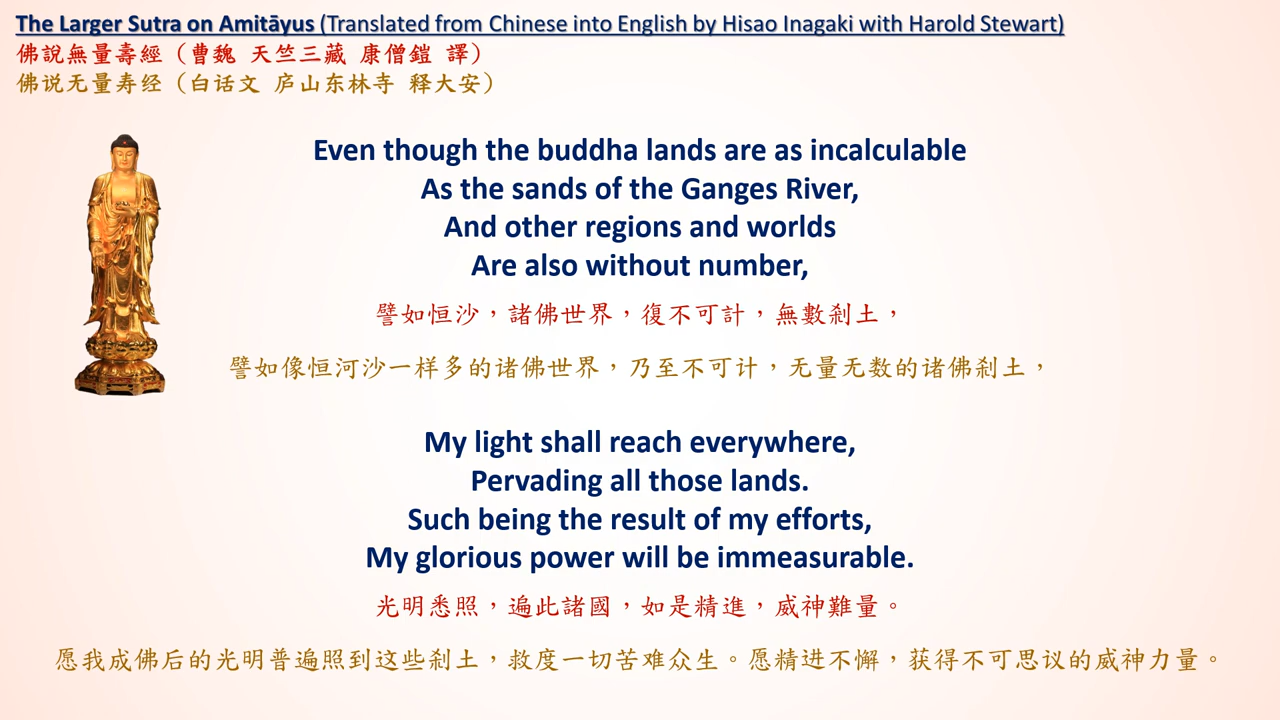 The Larger Sutra on Amitāyus (Translated from Chinese into English by Hisao Inagaki with Harold Stewart)
佛說無量壽經（曹魏 天竺三藏 康僧鎧 譯）
佛说无量寿经（白话文 庐山东林寺 释大安）
Even though the buddha lands are as incalculable
As the sands of the Ganges River,
And other regions and worlds
Are also without number,
譬如恒沙，諸佛世界，復不可計，無數剎土，
譬如像恒河沙一样多的诸佛世界，乃至不可计，无量无数的诸佛刹土，
My light shall reach everywhere,
Pervading all those lands.
Such being the result of my efforts,
My glorious power will be immeasurable.
光明悉照，遍此諸國，如是精進，威神難量。
愿我成佛后的光明普遍照到这些刹土，救度一切苦难众生。愿精进不懈，获得不可思议的威神力量。